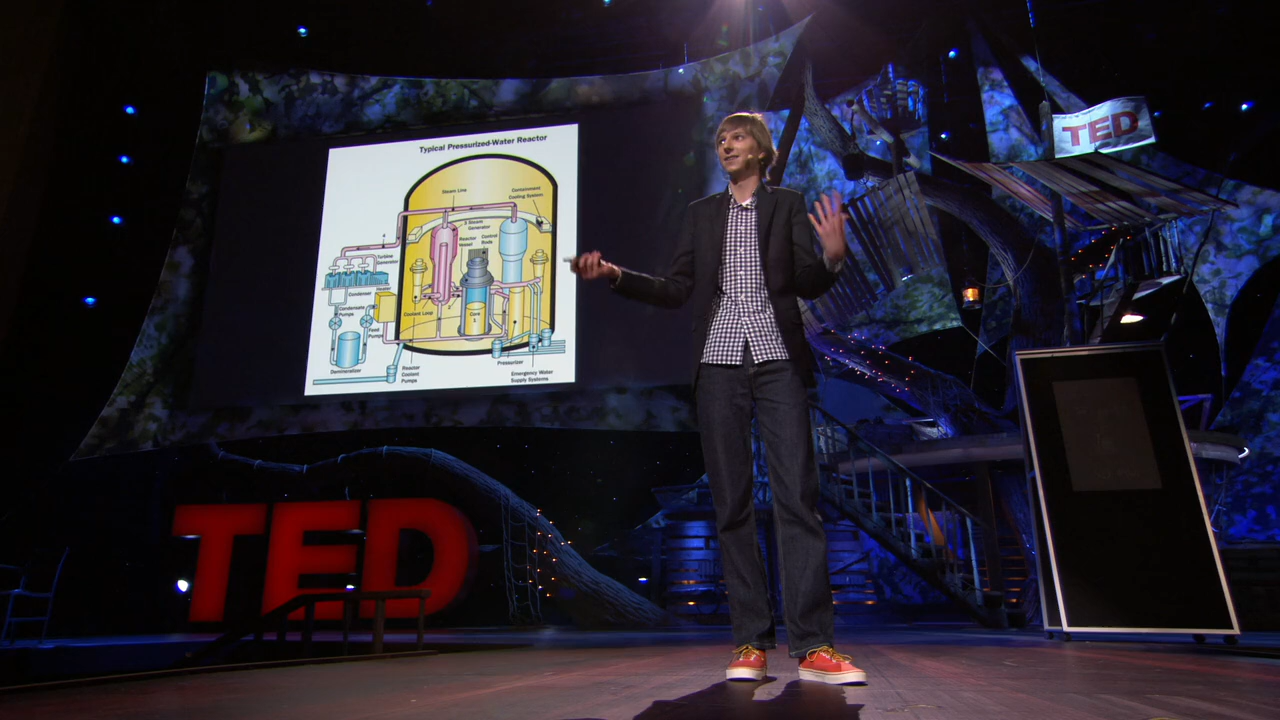 Typical Pressurized-Water Reactor
Steam Line
Containment
Cooling System
Steam
Generator
Reactor
Vessel
Control
Rods
Turbine
Generator
Heater
Condenser
Condensate
Pumps
Feed
Pumps
Coolant Loop
Core
Demineralizer
Reactor
Coolant
Pumps
Pressurizer
Emergency Water
Supply Systems
TED
TED